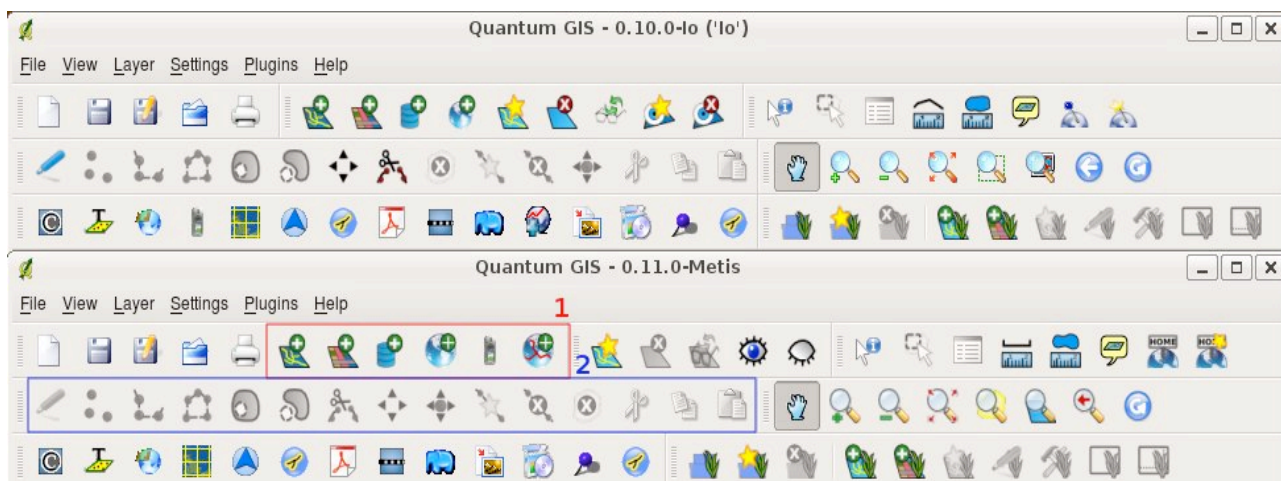 Quantum GIS - 0.10.0-Io ('Io')
File View Layer Settings Plugins Help
Quantum GIS - 0.11.0-Metis
File View Layer Settings Plugins Help
1
HOME
2